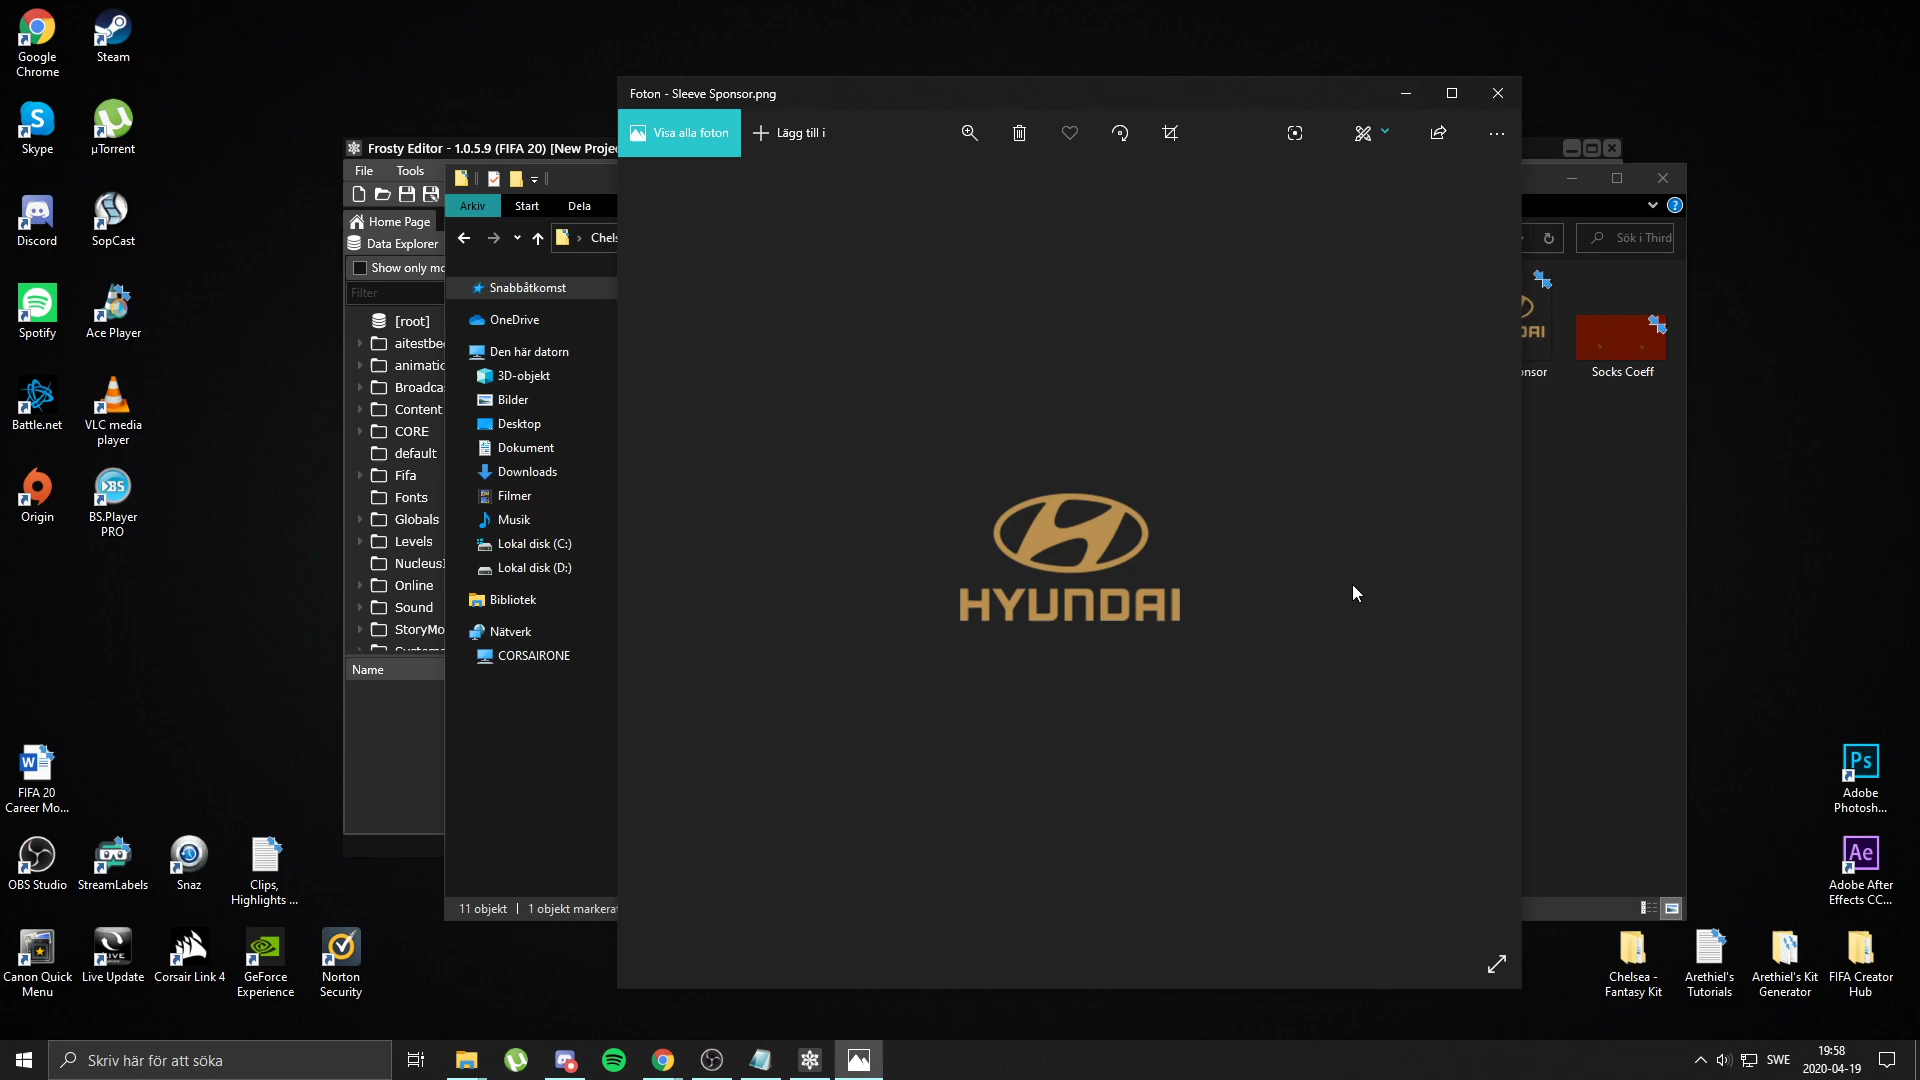 Google
Chrome
Steam
Skype
µTorrent
Discord
SopCast
Spotify
Ace Player
Battle.net
VLC media
player
Origin
BS.Player
PRO
FIFA 20
Career Mo...
OBS Studio
StreamLabels
Snaz
Clips,
Highlights ...
Canon Quick
Menu
Live Update
Corsair Link 4
GeForce
Experience
Norton
Security
Frosty Editor - 1.0.5.9 (FIFA 20) [New Proje
File
Tools
Home Page
Data Explorer
Show only mo
Filter
[root]
aitestbe
animatic
Broadca
Content
CORE
default
Fifa
Fonts
Globals
Levels
Nucleus
Online
Sound
StoryMo
Name
Arkiv
Start
Dela
Chels
Snabbåtkomst
OneDrive
Den här datorn
3D-objekt
Bilder
Desktop
Dokument
Downloads
Filmer
Musik
Lokal disk (C:)
Lokal disk (D:)
Bibliotek
Nätverk
CORSAIRONE
11 objekt
1 objekt markerat
Foton - Sleeve Sponsor.png
Visa alla foton
Lägg till i
HYUNDAI
Sök i Third
DAI
onsor
Socks Coeff
Ps
Adobe
Photosh...
Ae
Adobe After
Effects CC...
Chelsea -
Fantasy Kit
Arethiel's
Tutorials
Arethiel's Kit
Generator
FIFA Creator
Hub
Skriv här för att söka
SWE
19:58
2020-04-19